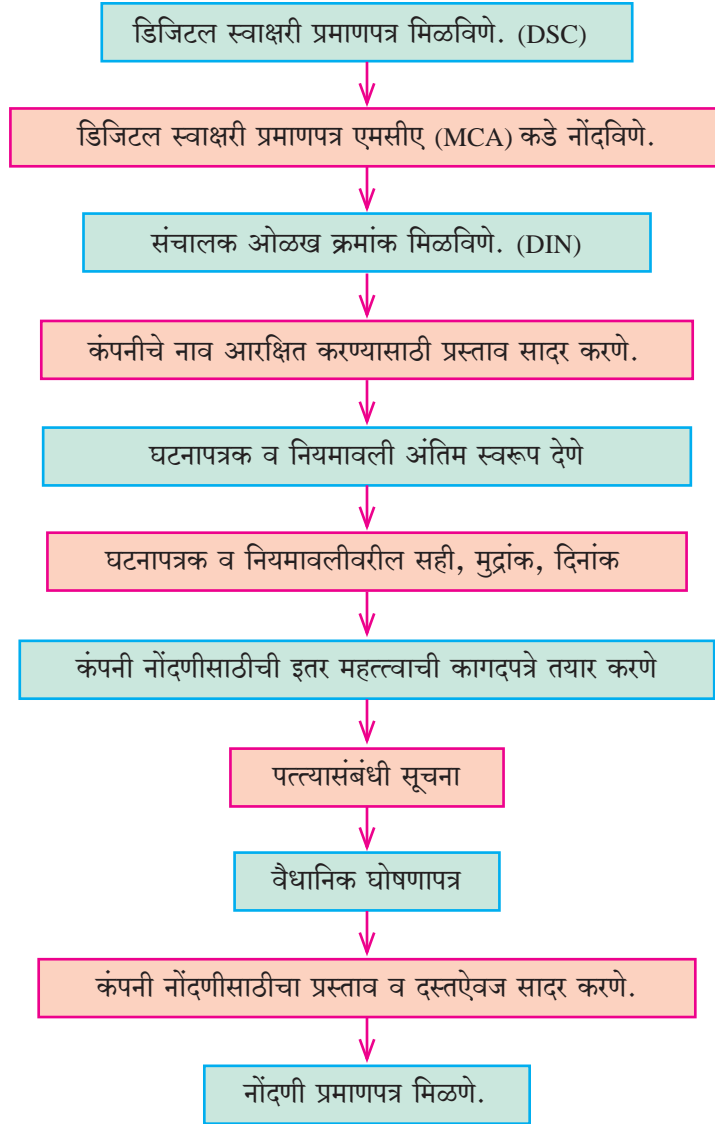 डिजिटल स्वाक्षरी प्रमाणपत्र मिळविणे. (DSC)
डिजिटल स्वाक्षरी प्रमाणपत्र एमसीए (MCA) कडे नोंदविणे.
संचालक ओळख क्रमांक मिळविणे. (DIN)
कंपनीचे नाव आरक्षित करण्यासाठी प्रस्ताव सादर करणे.
घटनापत्रक व नियमावली अंतिम स्वरूप देणे
घटनापत्रक व नियमावलीवरील सही, मुद्रांक, दिनांक
कंपनी नोंदणीसाठीची इतर महत्त्वाची कागदपत्रे तयार करणे
पत्त्यासंबंधी सूचना
वैधानिक घोषणापत्र
कंपनी नोंदणीसाठीचा प्रस्ताव व दस्तऐवज सादर करणे.
नोंदणी प्रमाणपत्र मिळणे.